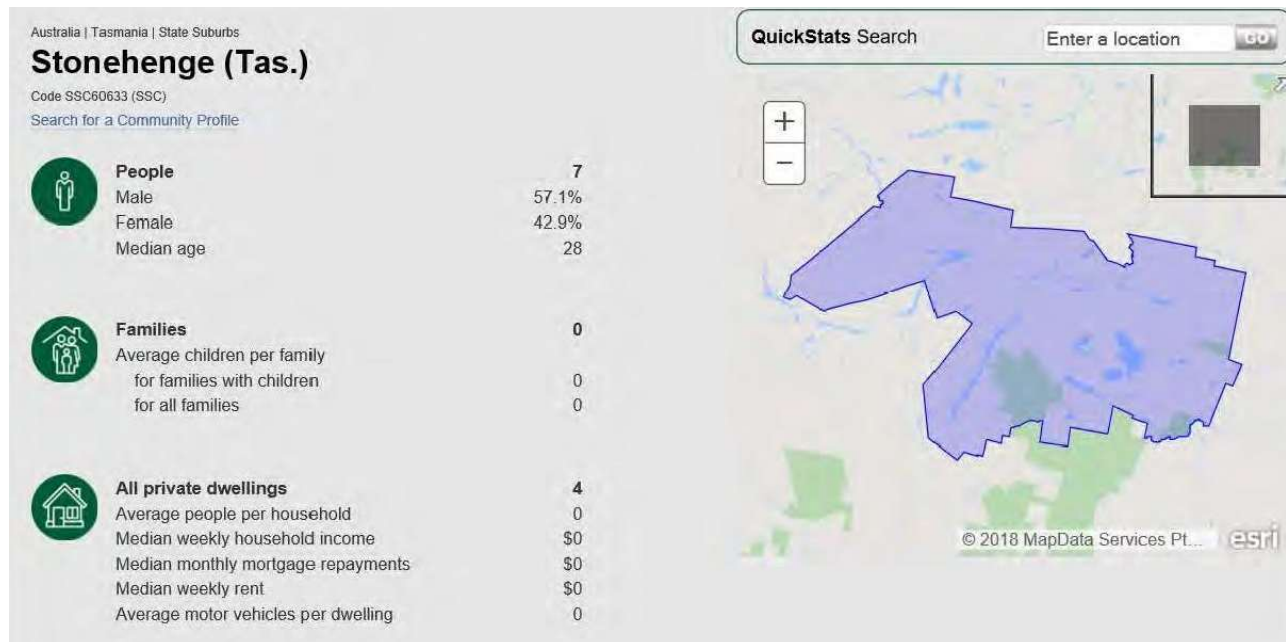 Australia | Tasmania | State Suburbs
Stonehenge (Tas.)
Code SSC60633 (SSC)
Search for a Community Profile
People 7
Male 57.1%
Female 42.9%
Median age 28
Families 0
Average children per family
for families with children 0
for all families 0
All private dwellings 4
Average people per household 0
Median weekly household income $0
Median monthly mortgage repayments $0
Median weekly rent $0
Average motor vehicles per dwelling 0
QuickStats Search Enter a location GO
+
−
© 2018 MapData Services Pt... esri